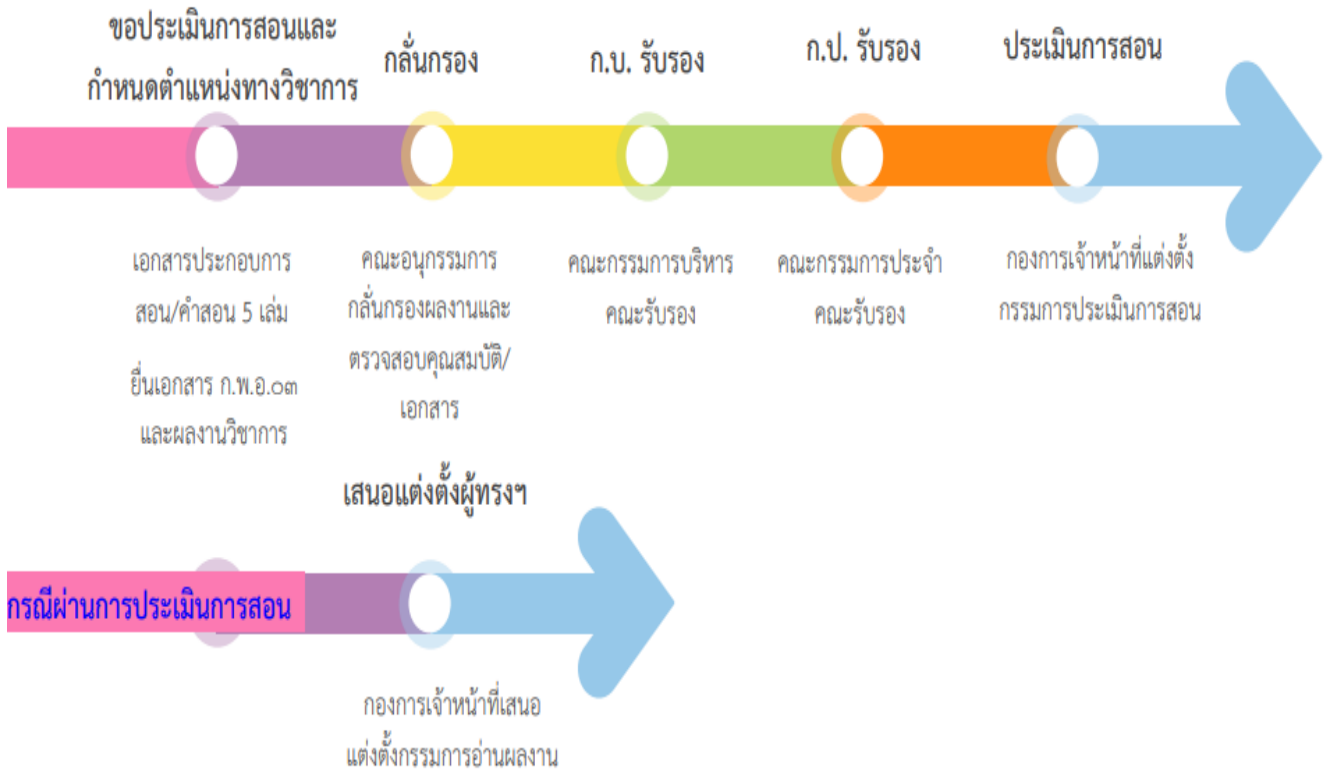 ขอประเมินการสอนและ
กำหนดตำแหน่งทางวิชาการ
กลั่นกรอง
ก.บ. รับรอง
ก.ป. รับรอง
ประเมินการสอน
เอกสารประกอบการ
สอน/คำสอน 5 เล่ม
ยื่นเอกสาร ก.พ.อ.๐๓
และผลงานวิชาการ
คณะอนุกรรมการ
กลั่นกรองผลงานและ
ตรวจสอบคุณสมบัติ/
เอกสาร
คณะกรรมการบริหาร
คณะรับรอง
คณะกรรมการประจำ
คณะรับรอง
กองการเจ้าหน้าที่แต่งตั้ง
กรรมการประเมินการสอน
เสนอแต่งตั้งผู้ทรงฯ
กรณีผ่านการประเมินการสอน
กองการเจ้าหน้าที่เสนอ
แต่งตั้งกรรมการอ่านผลงาน